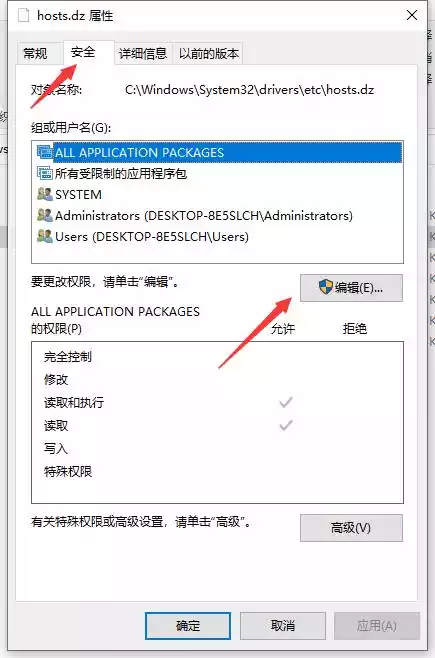 hosts.dz 属性
常规 安全 详细信息 以前的版本
对象名称: C:\Windows\System32\drivers\etc\hosts.dz
组或用户名(G):
ALL APPLICATION PACKAGES
所有受限制的应用程序包
SYSTEM
Administrators (DESKTOP-8E5SLCH\Administrators)
Users (DESKTOP-8E5SLCH\Users)
要更改权限，请单击"编辑"。 编辑(E)...
ALL APPLICATION PACKAGES
的权限(P) 允许 拒绝
完全控制
修改
读取和执行
读取
写入
特殊权限
有关特殊权限或高级设置，请单击"高级"。 高级(V)
确定 取消 应用(A)